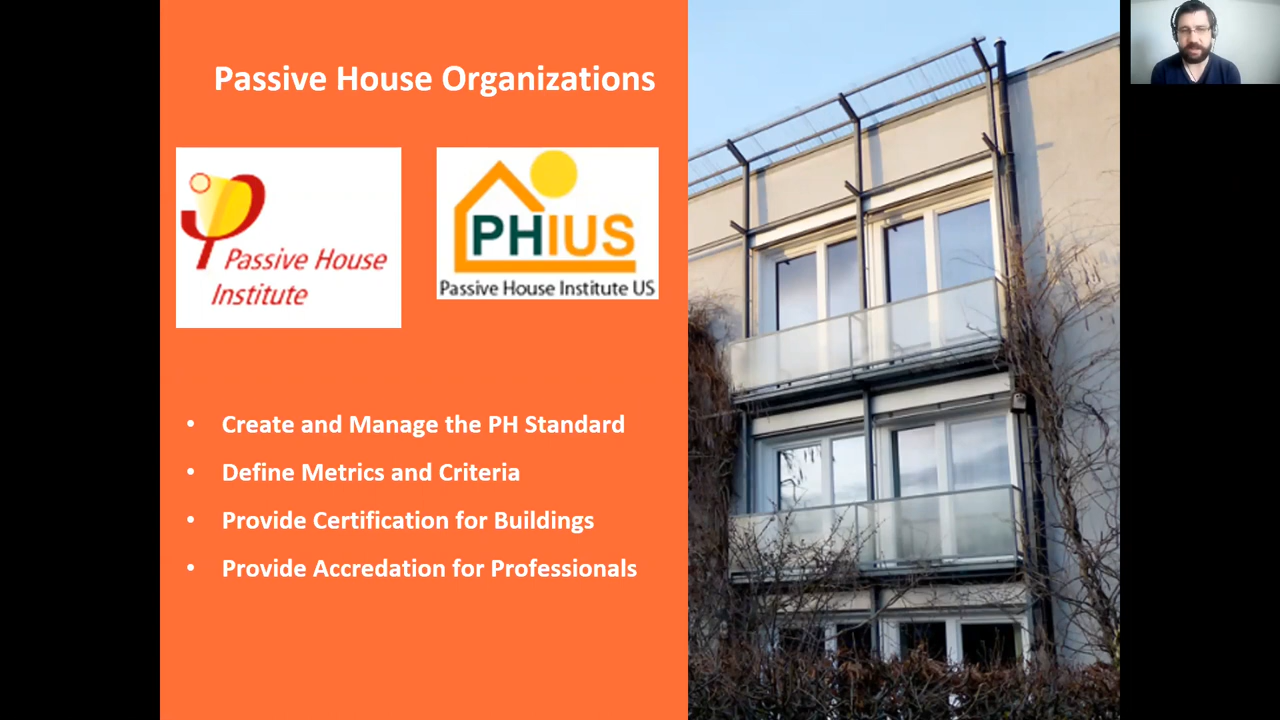 Passive House Organizations
Passive House
Institute
PHIUS
Passive House Institute US
• Create and Manage the PH Standard
• Define Metrics and Criteria
• Provide Certification for Buildings
• Provide Accredation for Professionals